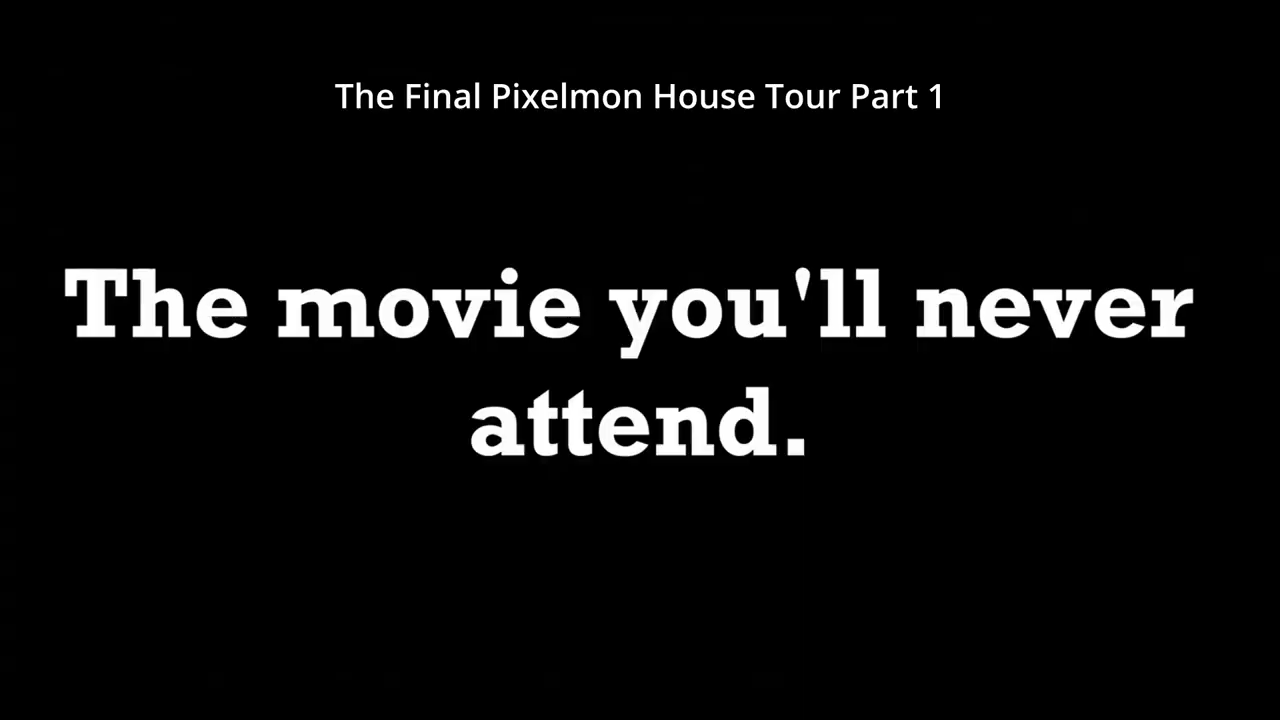 The Final Pixelmon House Tour Part 1
The movie you'll never
attend.